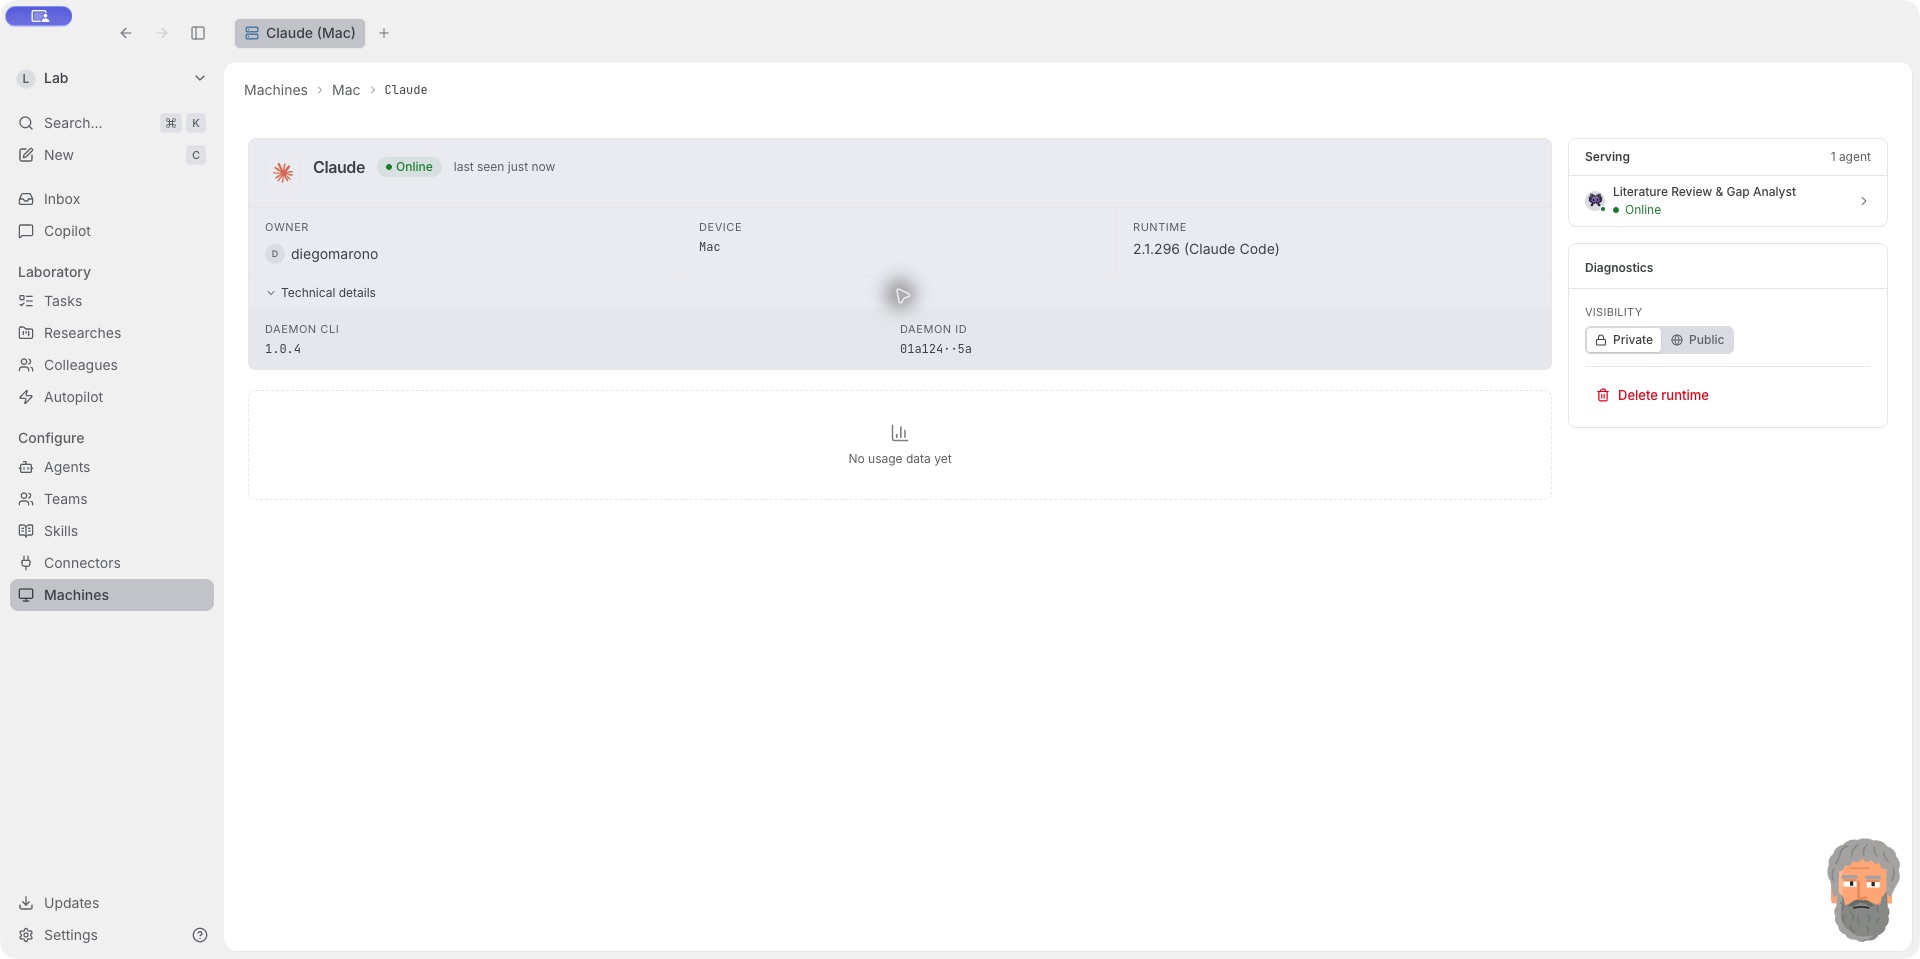 Claude (Mac)
L Lab
Search... ⌘ K
New C
Inbox
Copilot
Laboratory
Tasks
Researches
Colleagues
Autopilot
Configure
Agents
Teams
Skills
Connectors
Machines
Updates
Settings
Machines > Mac > Claude
Claude Online last seen just now
OWNER
D diegomarono
DEVICE
Mac
RUNTIME
2.1.296 (Claude Code)
Technical details
DAEMON CLI
1.0.4
DAEMON ID
01a124··5a
No usage data yet
Serving 1 agent
Literature Review & Gap Analyst
Online
Diagnostics
VISIBILITY
Private Public
Delete runtime